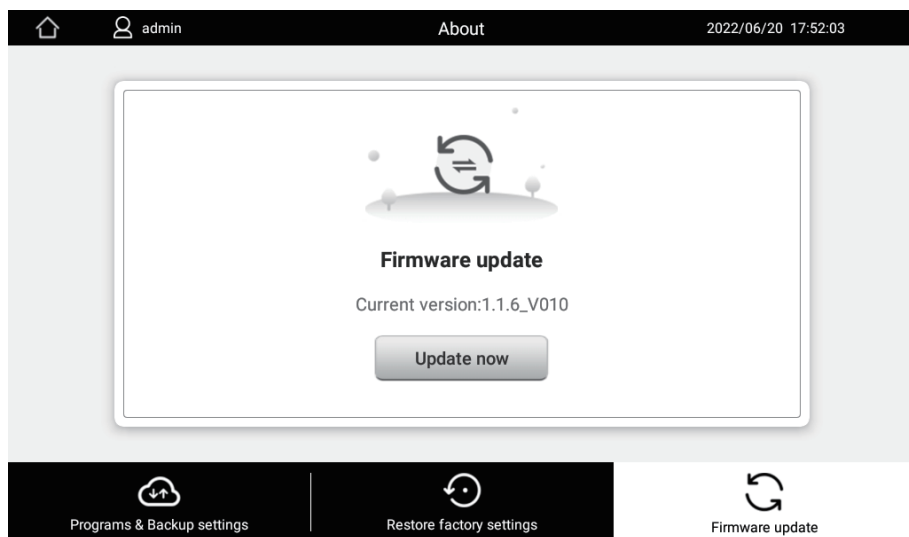 admin About 2022/06/20 17:52:03
Firmware update
Current version:1.1.6_V010
Update now
Programs & Backup settings Restore factory settings Firmware update